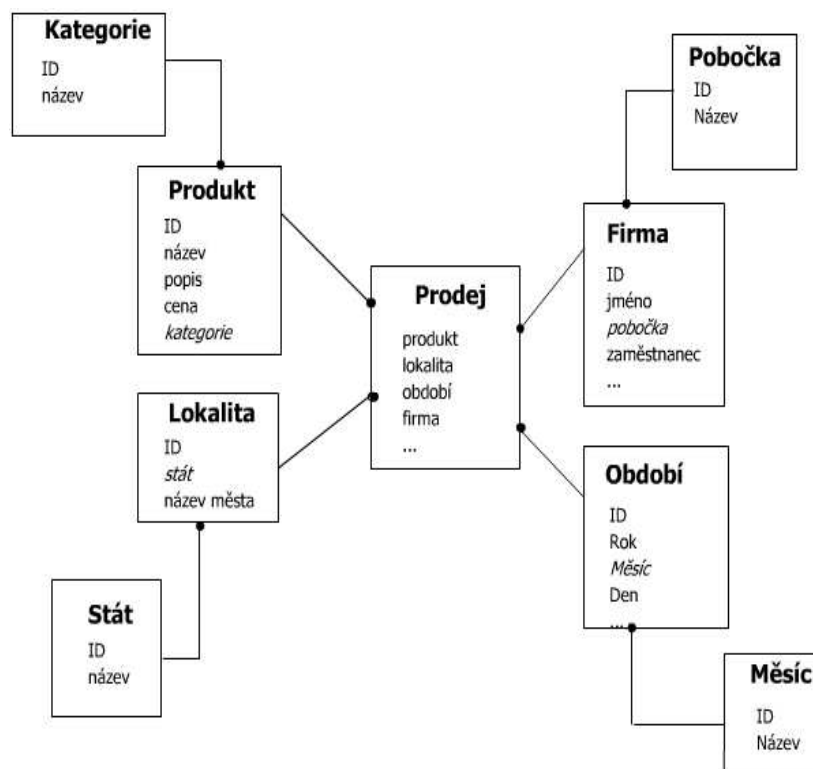 Kategorie
ID
název
Pobočka
ID
Název
Produkt
ID
název
popis
cena
kategorie
Firma
ID
jméno
pobočka
zaměstnanec
...
Prodej
produkt
lokalita
období
firma
...
Lokalita
ID
stát
název města
Období
ID
Rok
Měsíc
Den
...
Stát
ID
název
Měsíc
ID
Název